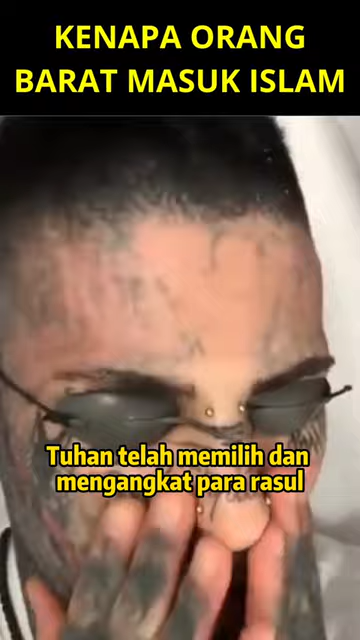 KENAPA ORANG
BARAT MASUK ISLAM
Tuhan telah memilih dan
mengangkat para rasul